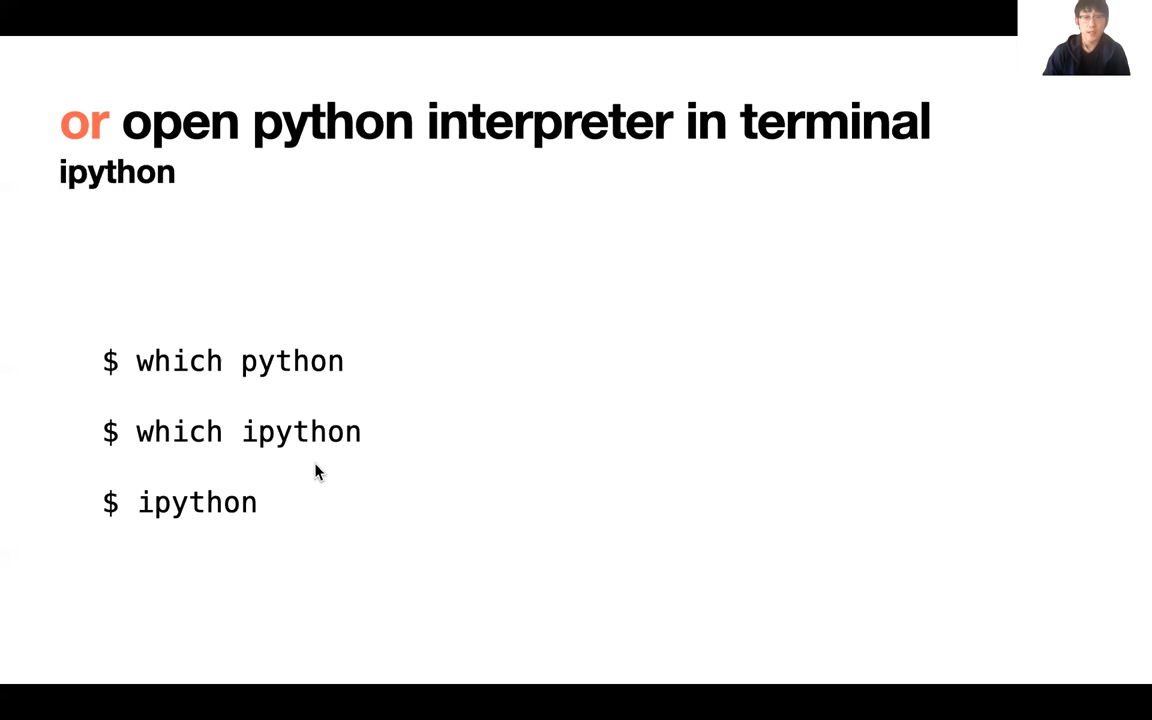 or open python interpreter in terminal
ipython
$ which python
$ which ipython
$ ipython